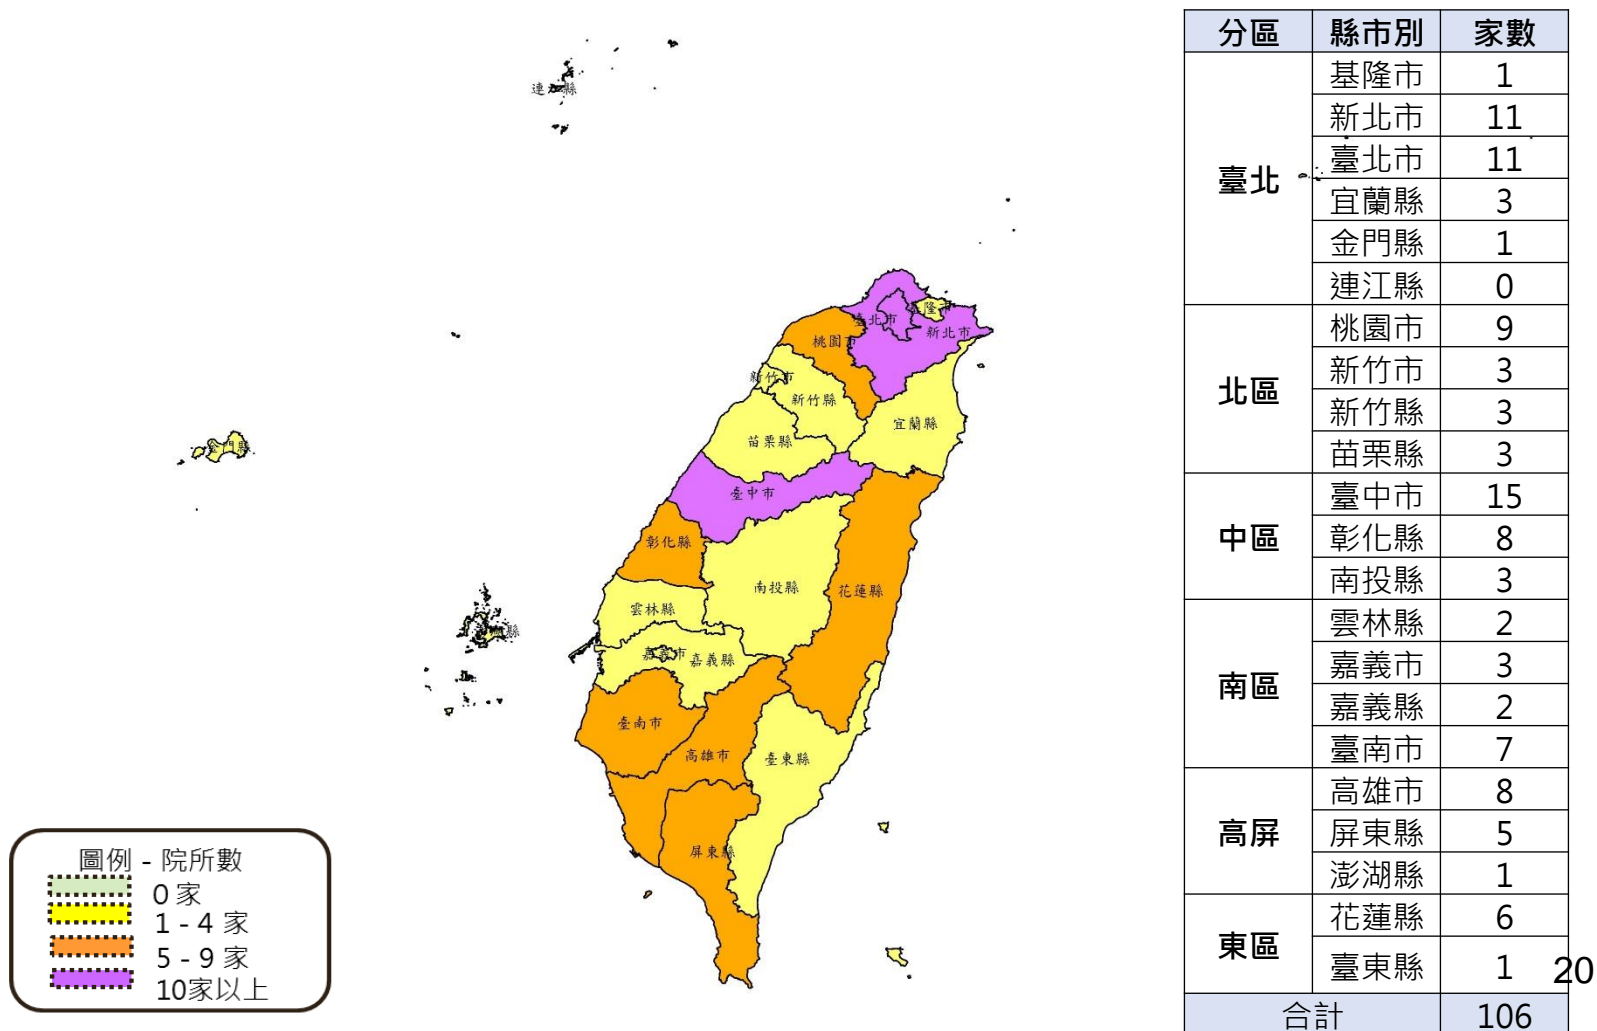 連江縣
基隆市
臺北市
新北市
桃園市
新竹市
新竹縣
宜蘭縣
苗栗縣
金門縣
臺中市
彰化縣
南投縣
花蓮縣
雲林縣
嘉義市
嘉義縣
臺南市
高雄市
臺東縣
屏東縣
圖例 - 院所數
0 家
1 - 4 家
5 - 9 家
10家以上
分區 縣市別 家數
臺北 基隆市 1
新北市 11
臺北市 11
宜蘭縣 3
金門縣 1
連江縣 0
北區 桃園市 9
新竹市 3
新竹縣 3
苗栗縣 3
中區 臺中市 15
彰化縣 8
南投縣 3
南區 雲林縣 2
嘉義市 3
嘉義縣 2
臺南市 7
高屏 高雄市 8
屏東縣 5
澎湖縣 1
東區 花蓮縣 6
臺東縣 1
合計 106
20